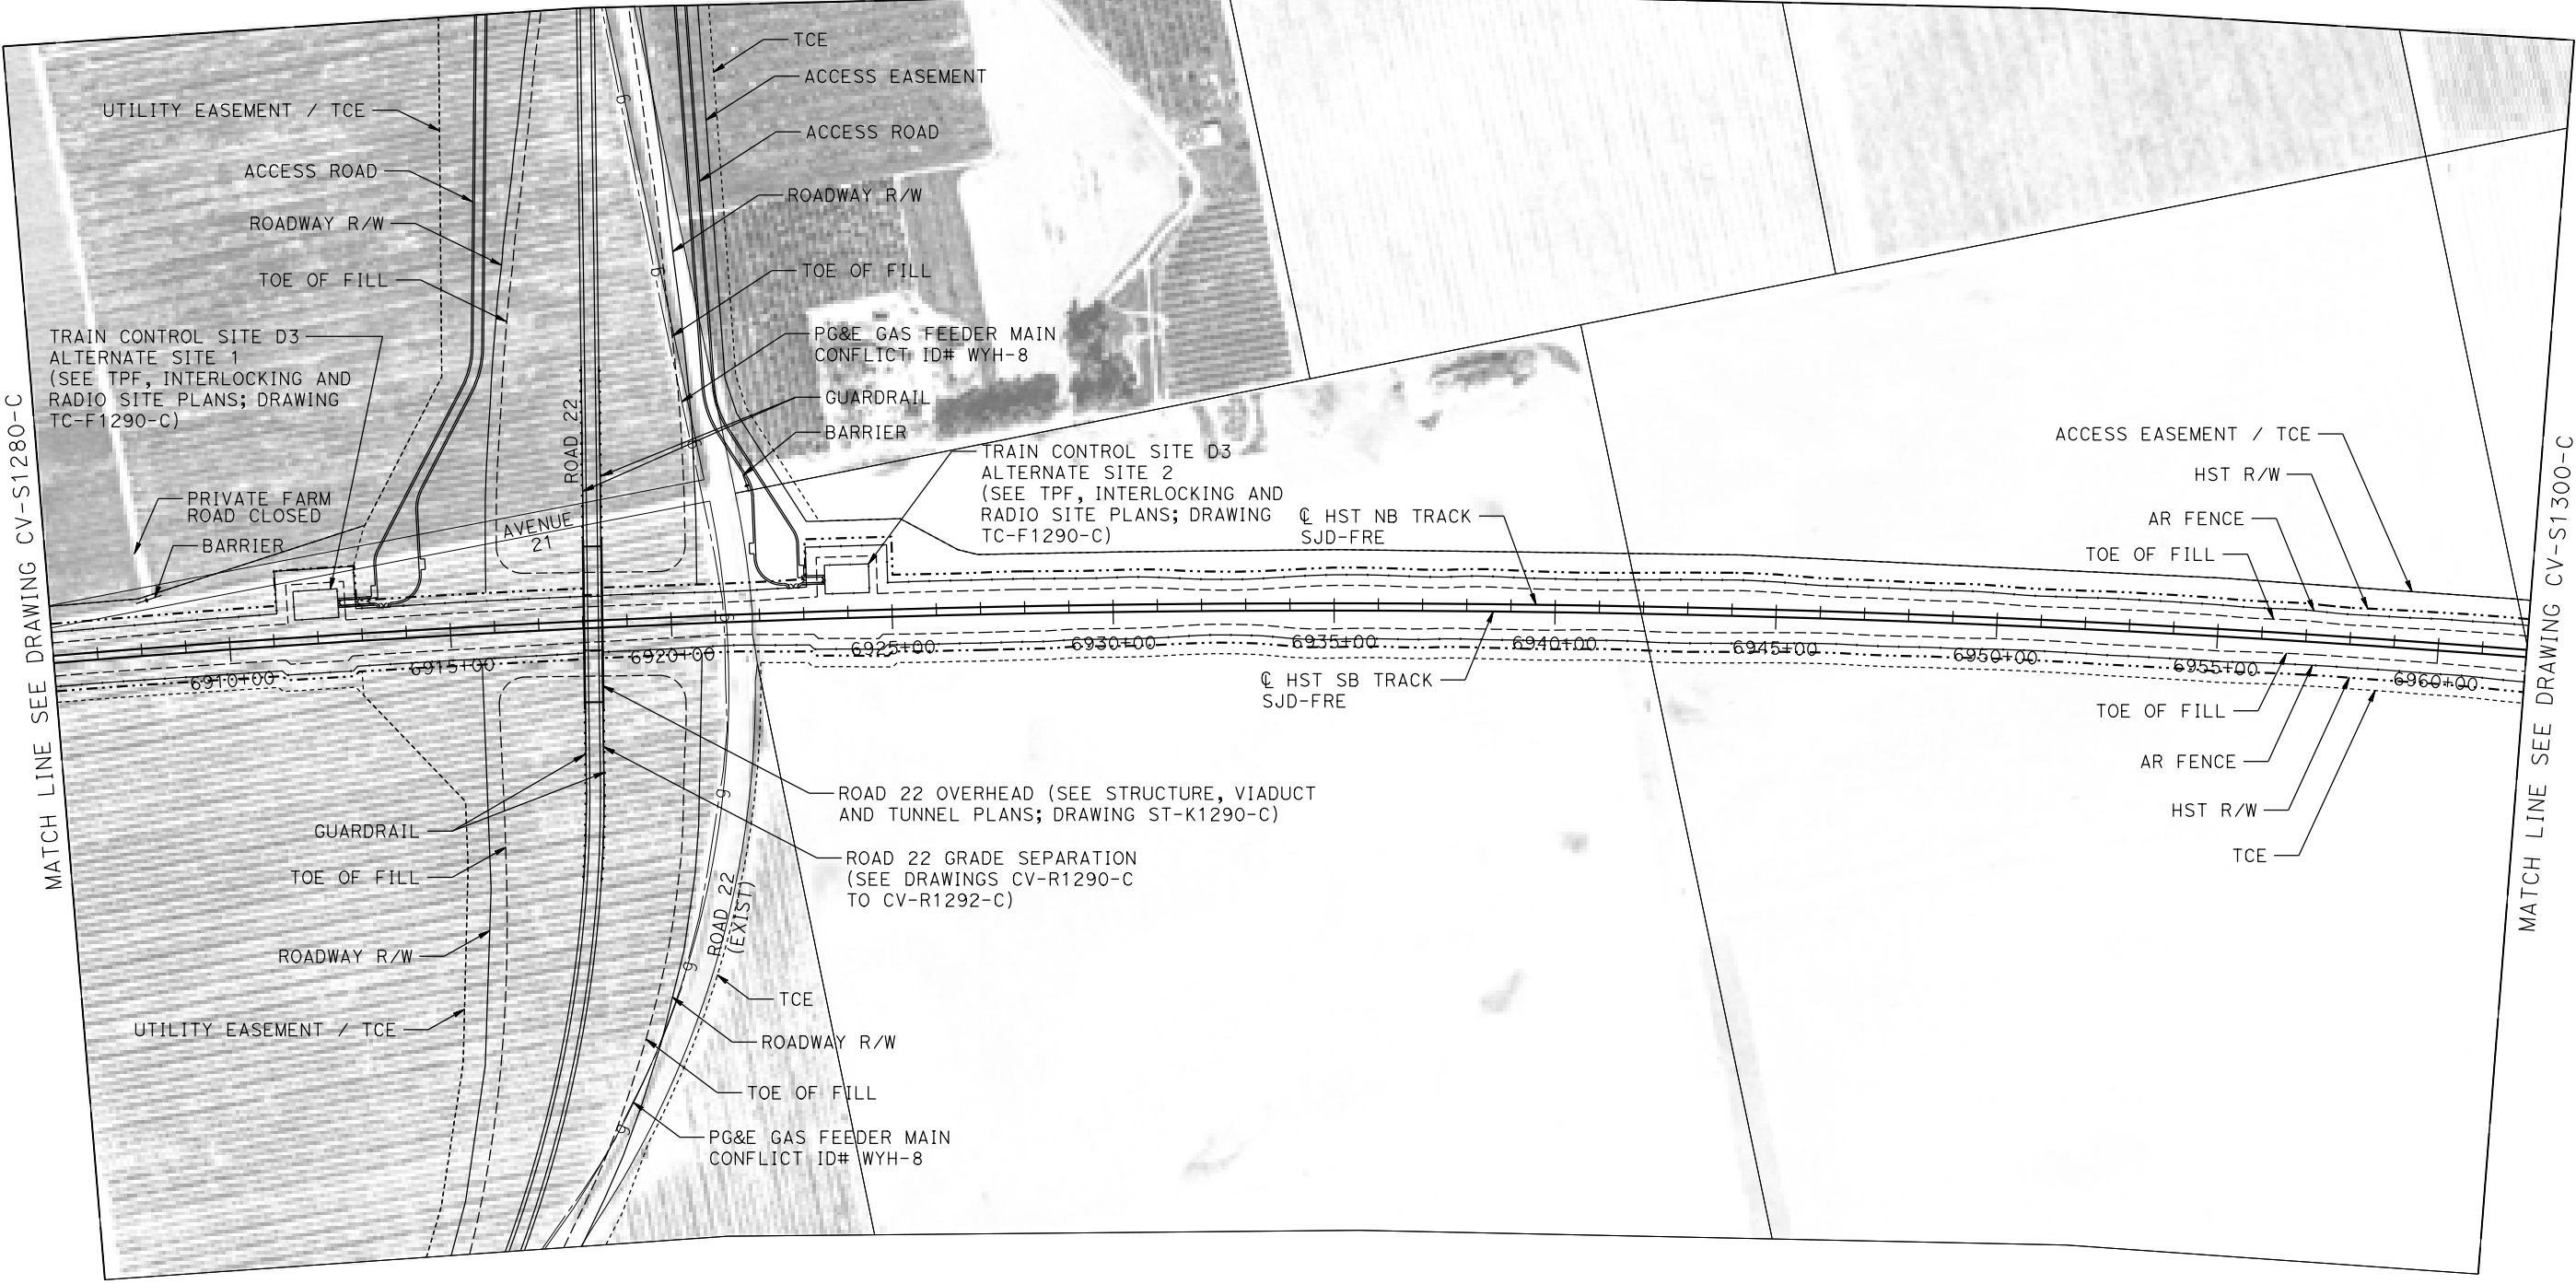 TCE
ACCESS EASEMENT
UTILITY EASEMENT / TCE
ACCESS ROAD
ACCESS ROAD
ROADWAY R/W
ROADWAY R/W
TOE OF FILL
TOE OF FILL
TRAIN CONTROL SITE D3
ALTERNATE SITE 1
(SEE TPF, INTERLOCKING AND
RADIO SITE PLANS; DRAWING
TC-F1290-C)
PG&E GAS FEEDER MAIN
CONFLICT ID# WYH-8
GUARDRAIL
BARRIER
ROAD 22
TRAIN CONTROL SITE D3
ALTERNATE SITE 2
(SEE TPF, INTERLOCKING AND
RADIO SITE PLANS; DRAWING
TC-F1290-C)
℄ HST NB TRACK
SJD-FRE
ACCESS EASEMENT / TCE
HST R/W
AR FENCE
TOE OF FILL
PRIVATE FARM
ROAD CLOSED
BARRIER
AVENUE
21
MATCH LINE SEE DRAWING CV-S1280-C
MATCH LINE SEE DRAWING CV-S1300-C
6910+00
6915+00
6920+00
6925+00
6930+00
6935+00
6940+00
6945+00
6950+00
6955+00
6960+00
℄ HST SB TRACK
SJD-FRE
TOE OF FILL
AR FENCE
HST R/W
TCE
ROAD 22 OVERHEAD (SEE STRUCTURE, VIADUCT
AND TUNNEL PLANS; DRAWING ST-K1290-C)
ROAD 22 GRADE SEPARATION
(SEE DRAWINGS CV-R1290-C
TO CV-R1292-C)
GUARDRAIL
TOE OF FILL
ROAD 22
(EXIST)
ROADWAY R/W
UTILITY EASEMENT / TCE
TCE
ROADWAY R/W
TOE OF FILL
PG&E GAS FEEDER MAIN
CONFLICT ID# WYH-8